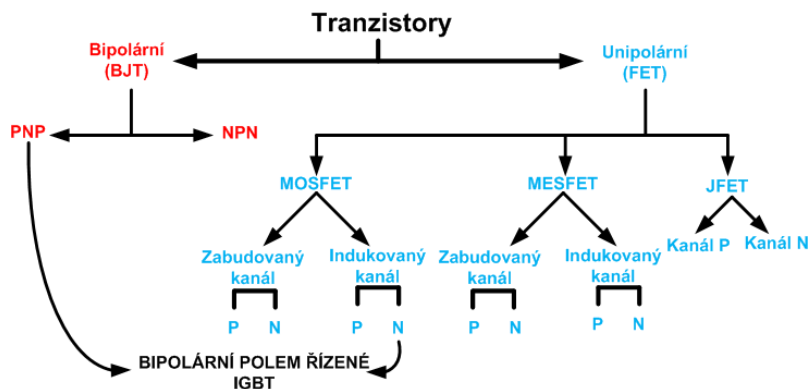 Tranzistory
Bipolární
(BJT)
Unipolární
(FET)
PNP
NPN
MOSFET
MESFET
JFET
Zabudovaný
kanál
Indukovaný
kanál
Zabudovaný
kanál
Indukovaný
kanál
Kanál P
Kanál N
P N
P N
P N
P N
BIPOLÁRNÍ POLEM ŘÍZENÉ
IGBT